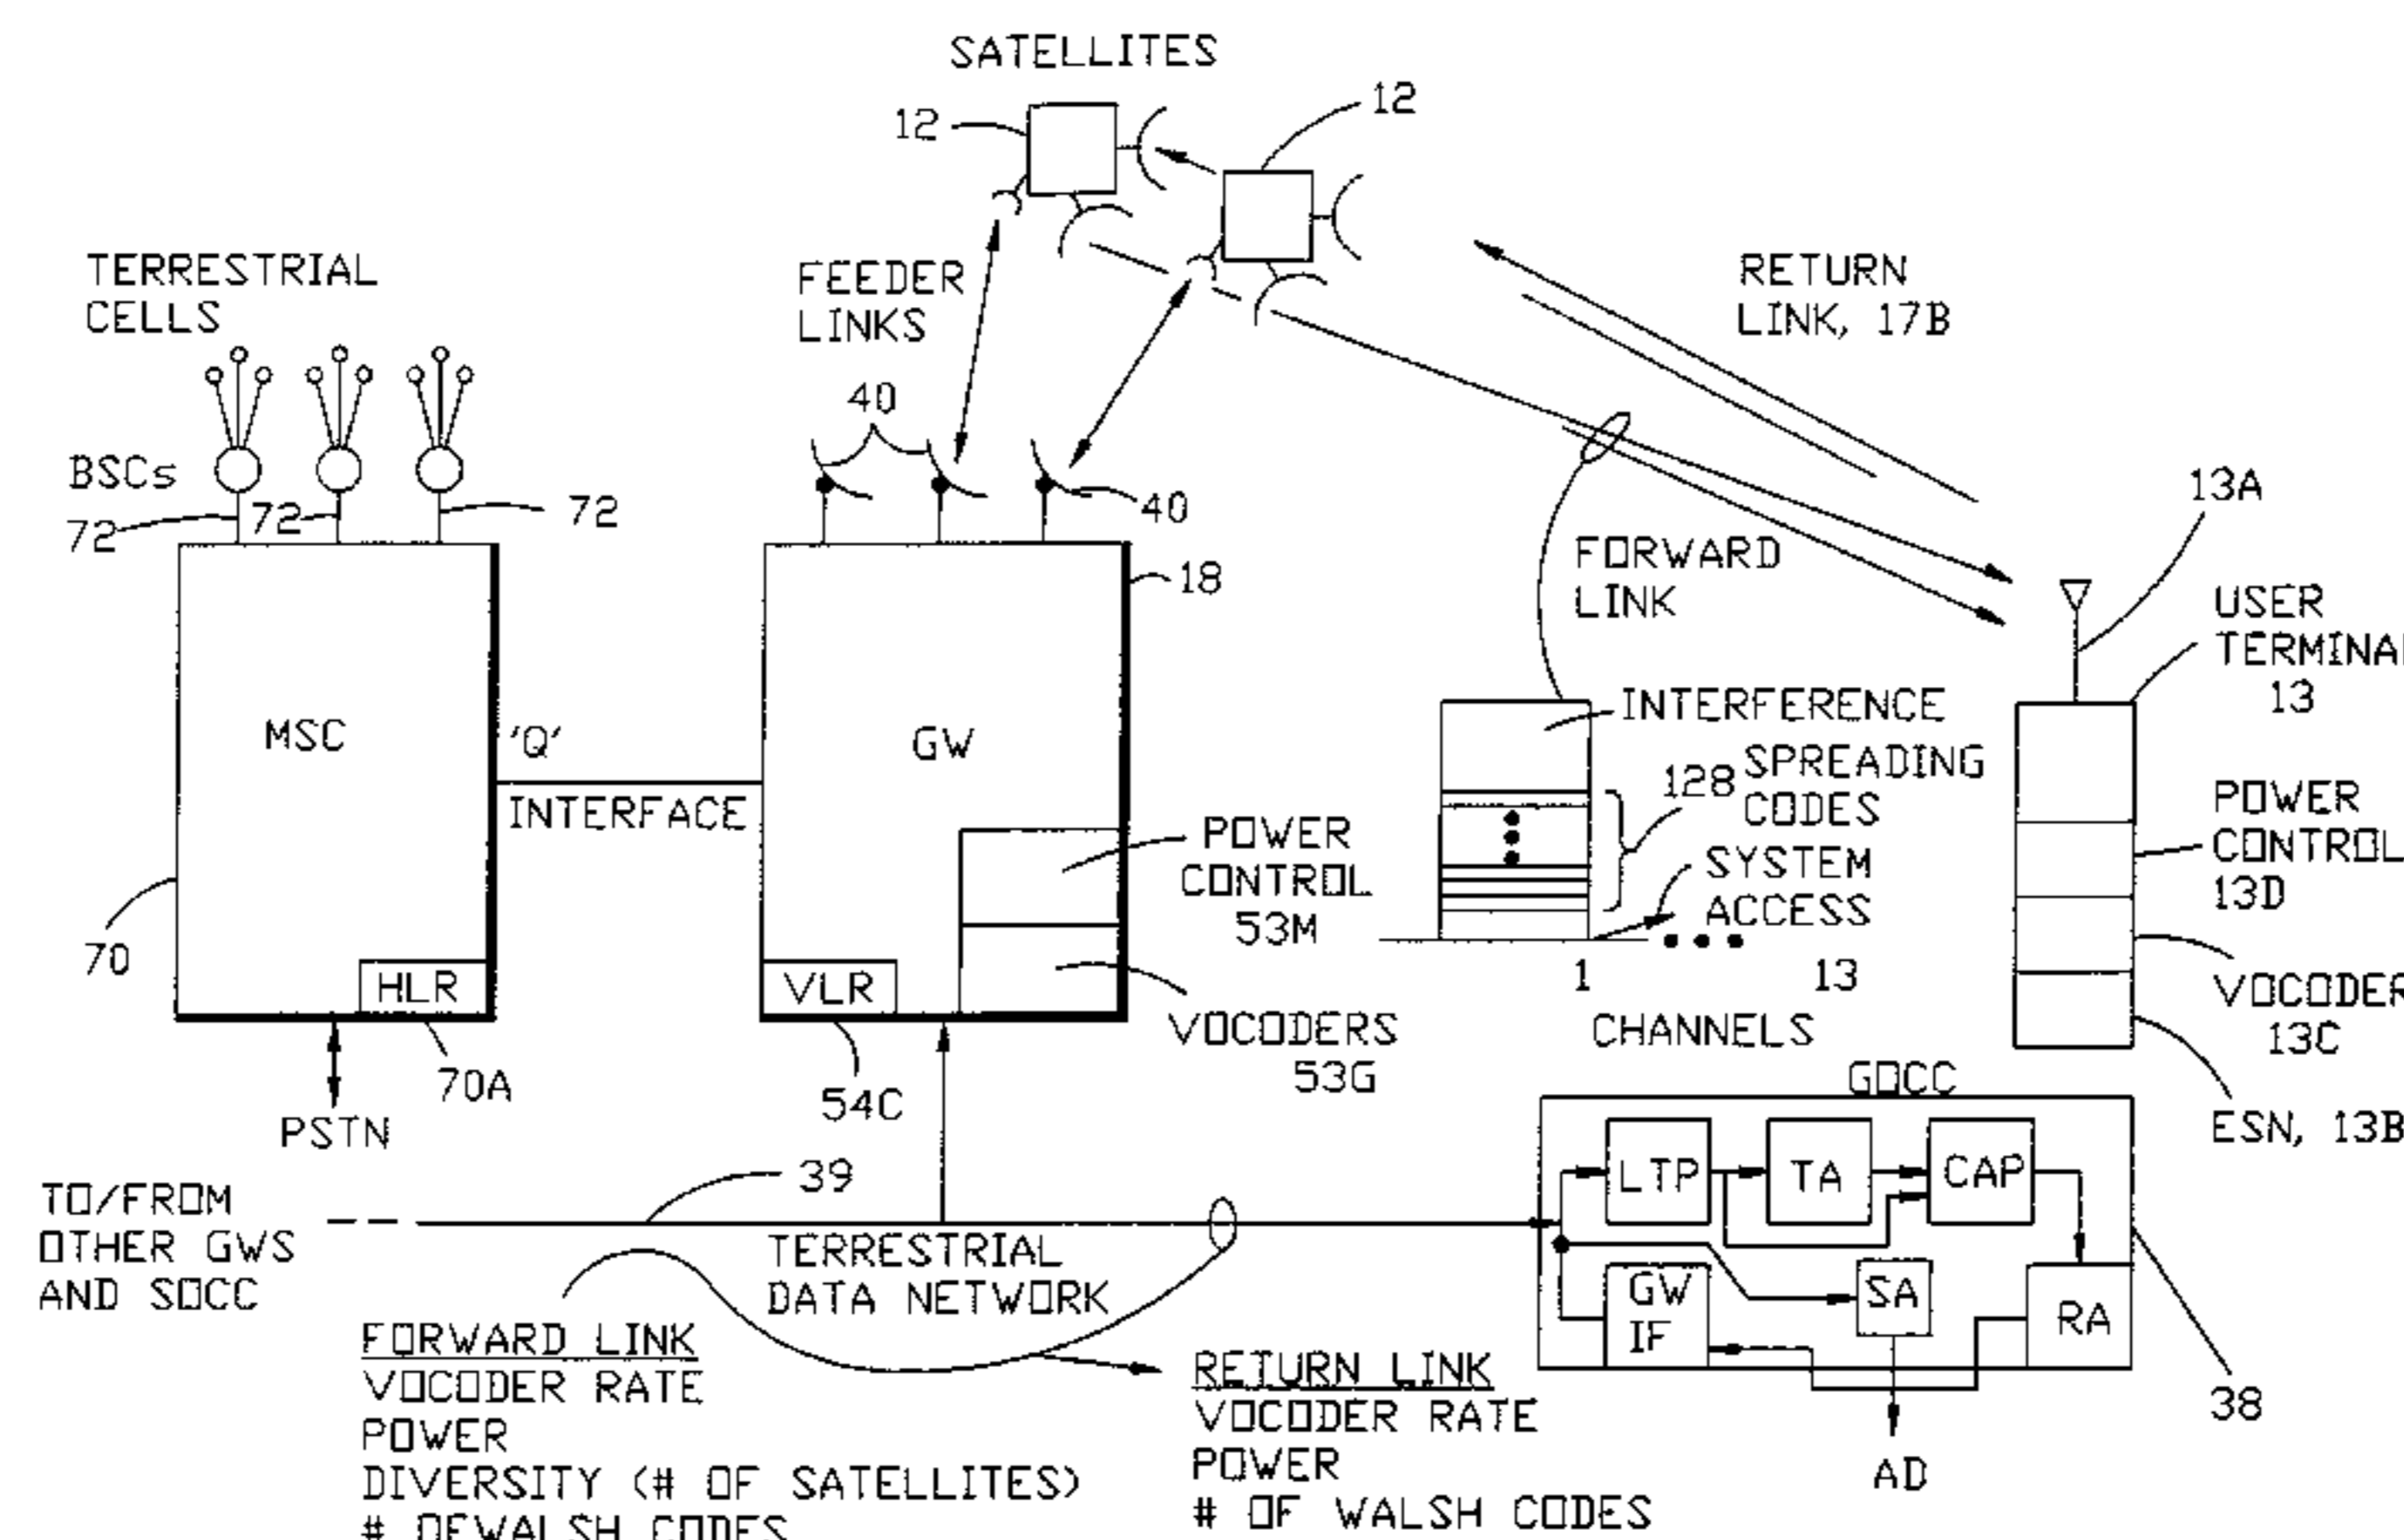 SATELLITES
12
12
TERRESTRIAL
CELLS
FEEDER
LINKS
RETURN
LINK, 17B
40
BSCs
72
72
72
40
18
13A
FORWARD
LINK
USER
TERMINAL
13
MSC
'Q'
INTERFACE
GW
INTERFERENCE
128
SPREADING
CODES
SYSTEM
ACCESS
POWER
CONTROL
53M
POWER
CONTROL
13D
70
HLR
VLR
1
13
CHANNELS
VOCODERS
53G
VOCODER
13C
70A
54C
PSTN
GOCC
ESN, 13B
LTP
TA
CAP
39
TO/FROM
OTHER GWS
AND SOCC
TERRESTRIAL
DATA NETWORK
GW
IF
SA
RA
38
AD
FORWARD LINK
VOCODER RATE
POWER
DIVERSITY (# OF SATELLITES)
# OFWALSH CODES
RETURN LINK
VOCODER RATE
POWER
# OF WALSH CODES